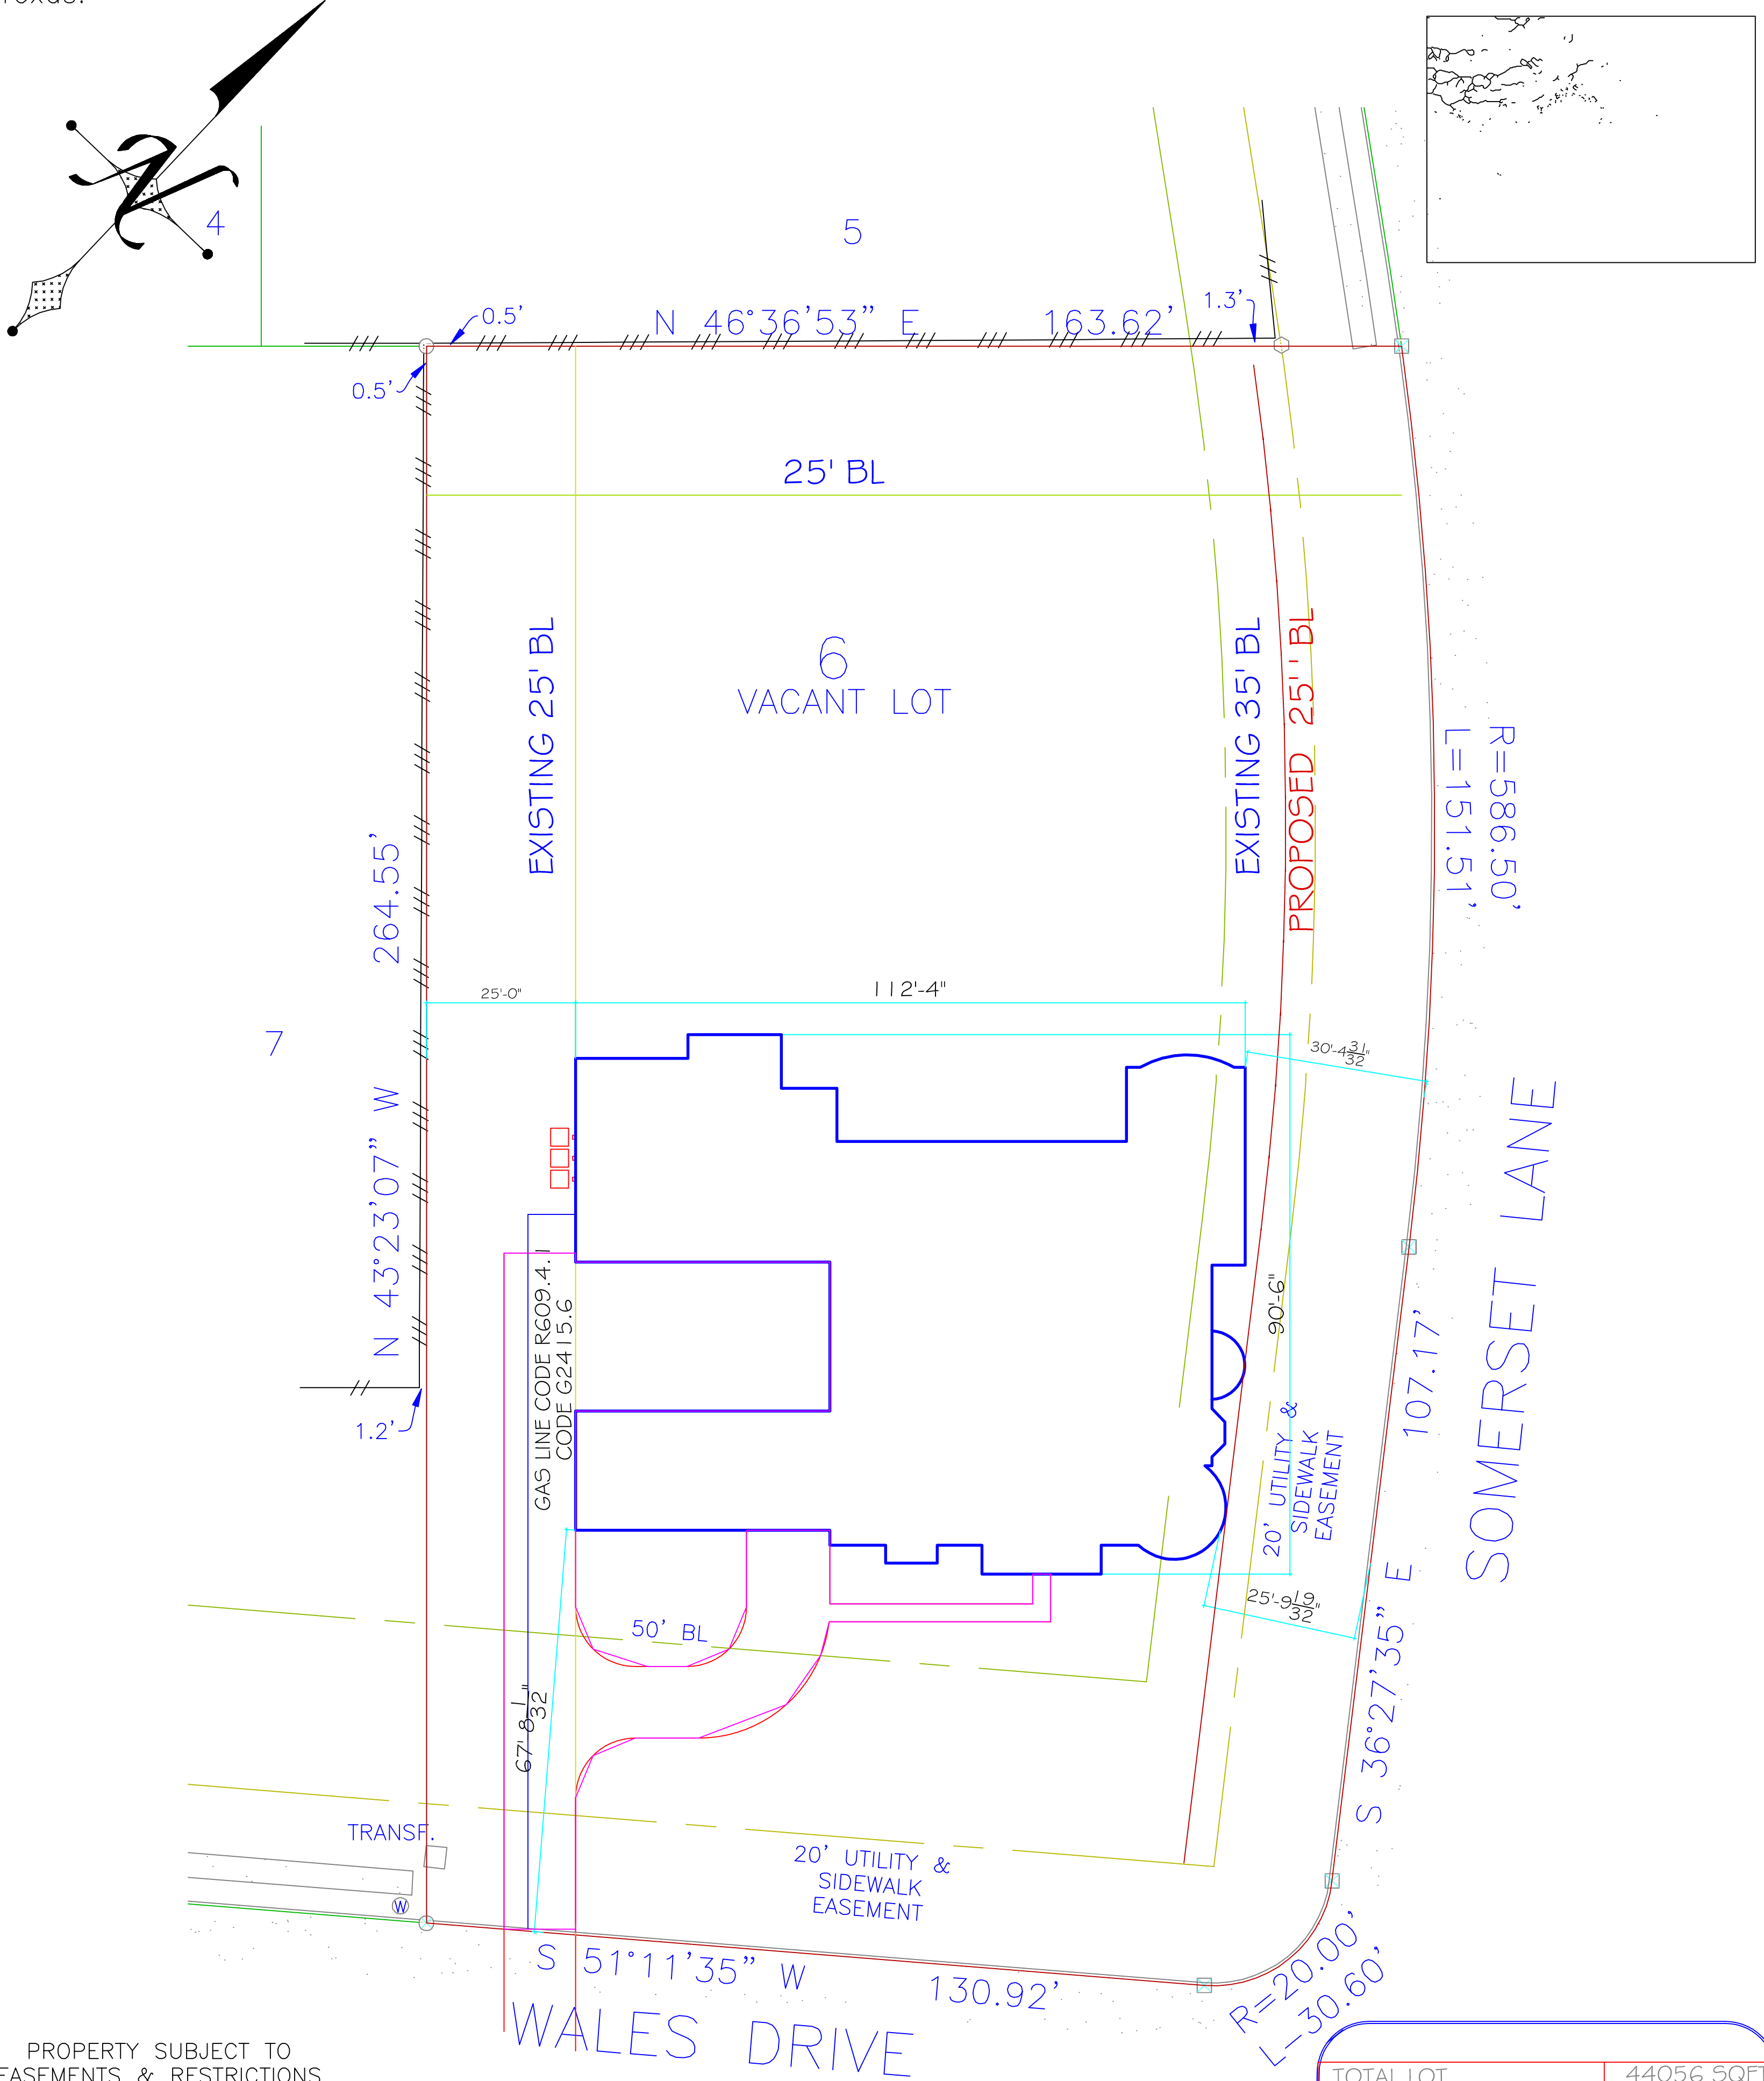 Texas.
N
4
5
0.5'
N 46°36'53" E 163.62'
1.3'
0.5'
25' BL
EXISTING 25' BL
6
VACANT LOT
EXISTING 35' BL
PROPOSED 25' ' BL
R=586.50'
L=151.51'
N 43°23'07" W 264.55'
7
25'-0"
112'-4"
30'-4 31/32"
GAS LINE CODE R609.4.1
CODE G2415.6
90'-6"
1.2'
20' UTILITY &
SIDEWALK
EASEMENT
SOMERSET LANE
S 36°27'35" E 107.17'
25'-9 19/32"
50' BL
67'-8 1/32"
TRANSF.
W
20' UTILITY &
SIDEWALK
EASEMENT
S 51°11'35" W 130.92'
R=20.00'
L-30.60'
WALES DRIVE
PROPERTY SUBJECT TO
EASEMENTS & RESTRICTIONS
TOTAL LOT 44056 SQFT